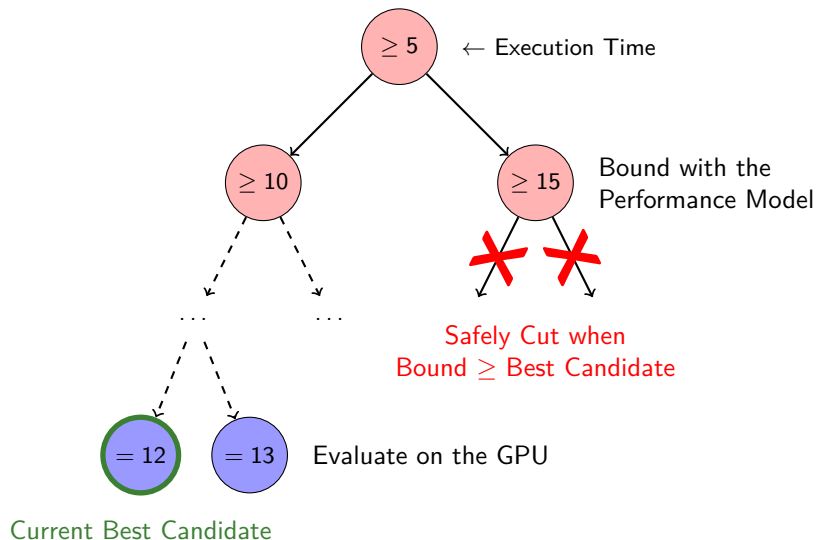 ≥ 5
← Execution Time
≥ 10
≥ 15
Bound with the
Performance Model
...
...
Safely Cut when
Bound ≥ Best Candidate
= 12
= 13
Evaluate on the GPU
Current Best Candidate